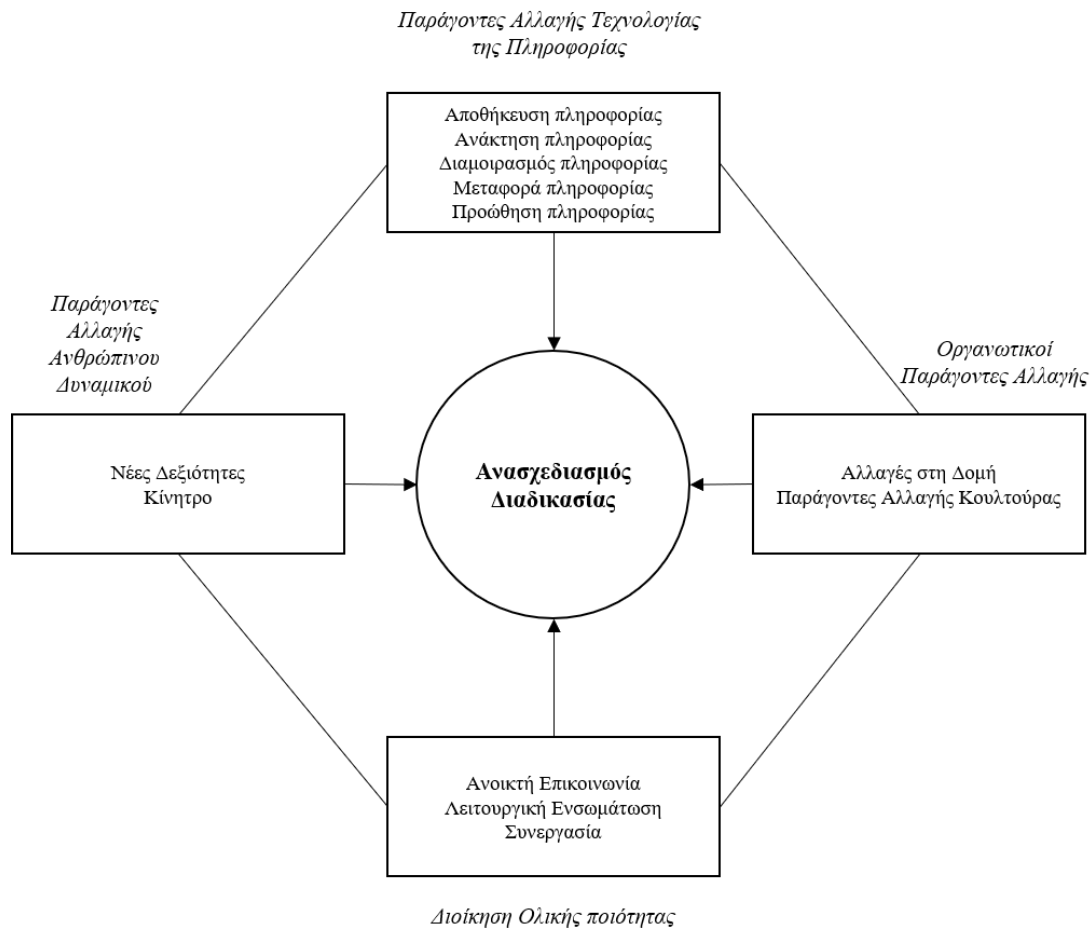 Παράγοντες Αλλαγής Τεχνολογίας
της Πληροφορίας
Αποθήκευση πληροφορίας
Ανάκτηση πληροφορίας
Διαμοιρασμός πληροφορίας
Μεταφορά πληροφορίας
Προώθηση πληροφορίας
Παράγοντες
Αλλαγής
Ανθρώπινου
Δυναμικού
Οργανωτικοί
Παράγοντες Αλλαγής
Νέες Δεξιότητες
Κίνητρο
Ανασχεδιασμός
Διαδικασίας
Αλλαγές στη Δομή
Παράγοντες Αλλαγής Κουλτούρας
Ανοικτή Επικοινωνία
Λειτουργική Ενσωμάτωση
Συνεργασία
Διοίκηση Ολικής ποιότητας